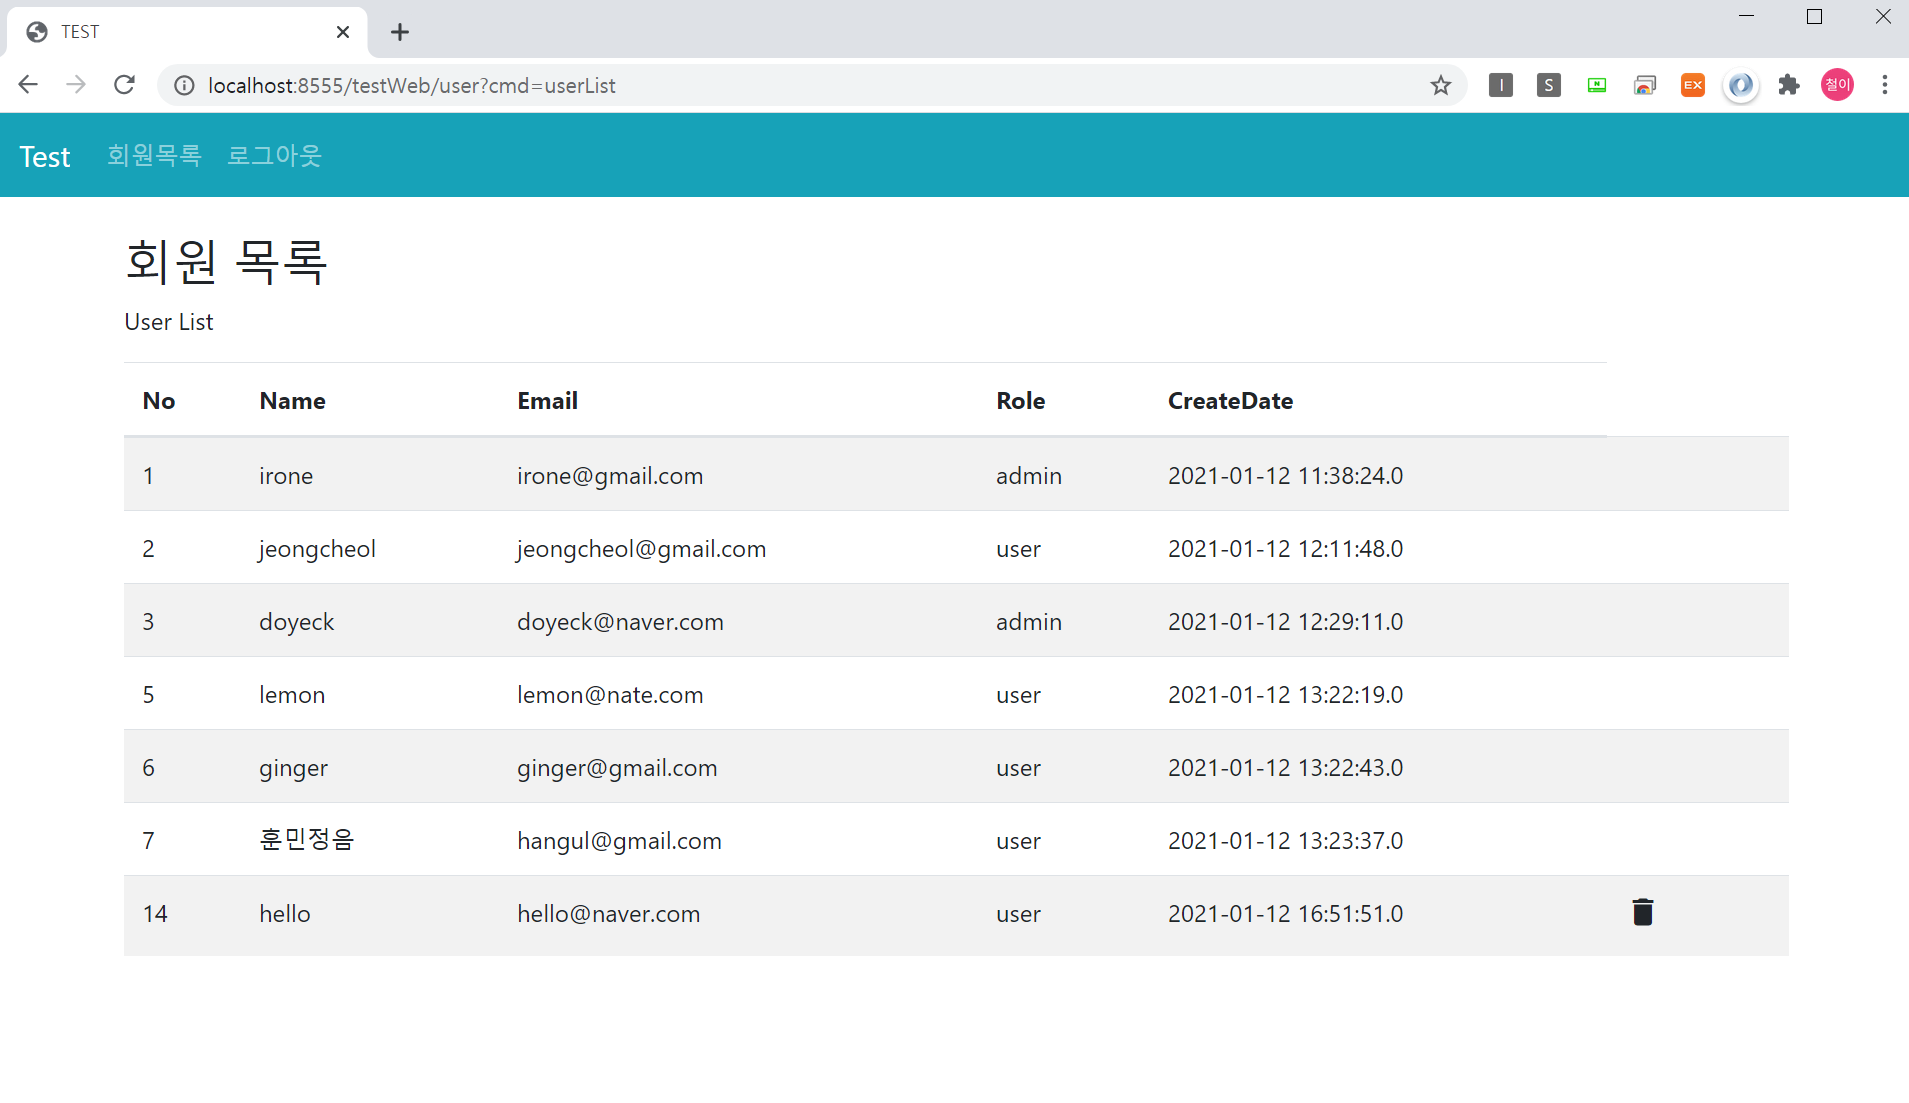 TEST
localhost:8555/testWeb/user?cmd=userList
I S N EX 철이
Test 회원목록 로그아웃
회원 목록
User List
No Name Email Role CreateDate
1 irone irone@gmail.com admin 2021-01-12 11:38:24.0
2 jeongcheol jeongcheol@gmail.com user 2021-01-12 12:11:48.0
3 doyeck doyeck@naver.com admin 2021-01-12 12:29:11.0
5 lemon lemon@nate.com user 2021-01-12 13:22:19.0
6 ginger ginger@gmail.com user 2021-01-12 13:22:43.0
7 훈민정음 hangul@gmail.com user 2021-01-12 13:23:37.0
14 hello hello@naver.com user 2021-01-12 16:51:51.0